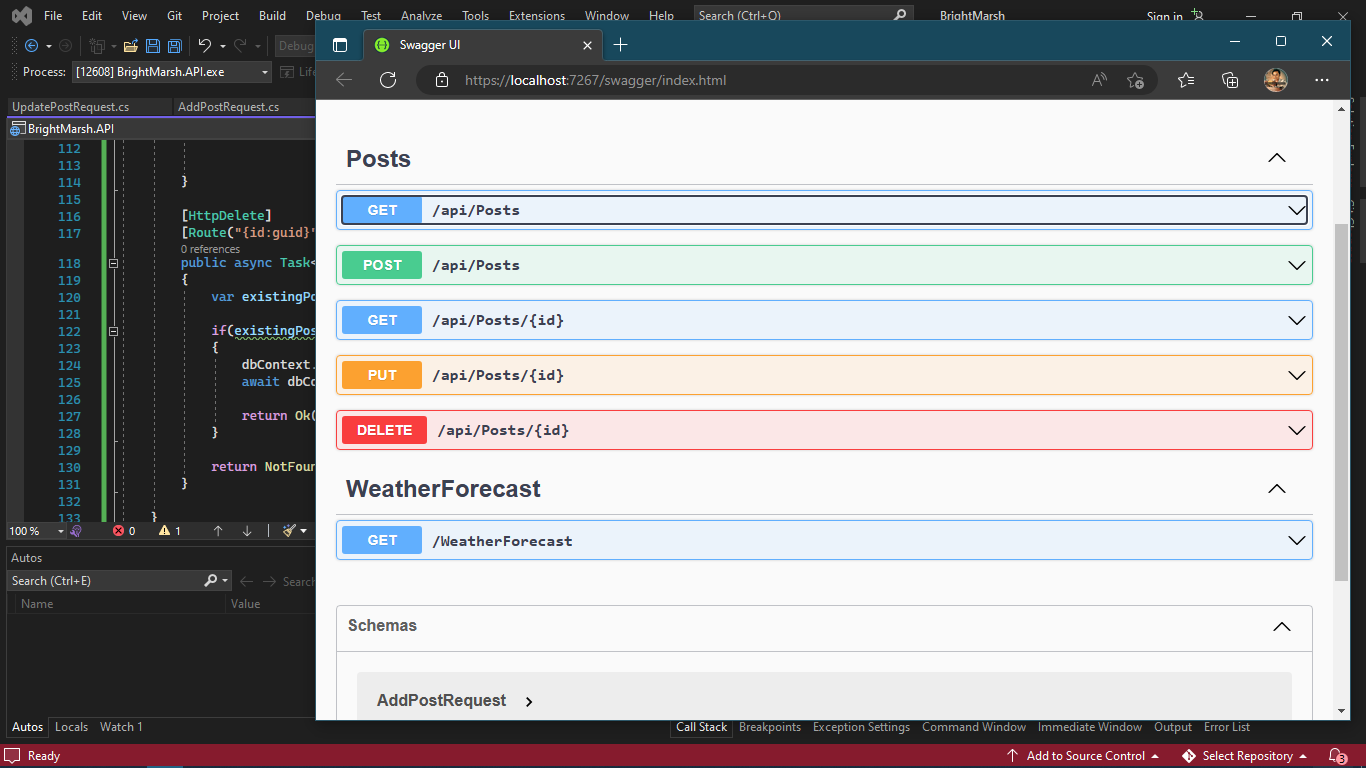 File Edit View Git Project Build Debug Test Analyze Tools Extensions Window Help Search (Ctrl+Q) BrightMarsh Sign in
Debug
Process: [12608] BrightMarsh.API.exe
UpdatePostRequest.cs AddPostRequest.cs
BrightMarsh.API
112
113
114 }
115
116 [HttpDelete]
117 [Route("{id:guid}"
0 references
118 public async Task<
119 {
120 var existingPo
121
122 if(existingPos
123 {
124 dbContext.
125 await dbCo
126
127 return Ok(
128 }
129
130 return NotFoun
131 }
132
133 }
100 % 0 1
Autos
Search (Ctrl+E) Search
Name Value
Autos Locals Watch 1
Swagger UI
https://localhost:7267/swagger/index.html
Posts
GET /api/Posts
POST /api/Posts
GET /api/Posts/{id}
PUT /api/Posts/{id}
DELETE /api/Posts/{id}
WeatherForecast
GET /WeatherForecast
Schemas
AddPostRequest
Call Stack Breakpoints Exception Settings Command Window Immediate Window Output Error List
Ready Add to Source Control Select Repository 3